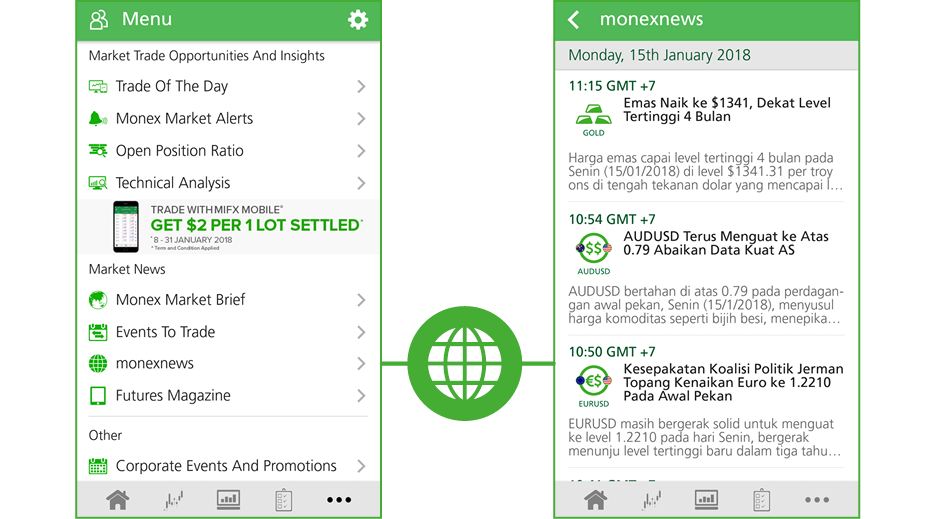 Menu
Market Trade Opportunities And Insights
Trade Of The Day
Monex Market Alerts
Open Position Ratio
Technical Analysis
TRADE WITH MIFX MOBILE®
GET $2 PER 1 LOT SETTLED*
*8 - 31 JANUARY 2018
* Term and Condition Applied
Market News
Monex Market Brief
Events To Trade
monexnews
Futures Magazine
Other
Corporate Events And Promotions
monexnews
Monday, 15th January 2018
11:15 GMT +7
Emas Naik ke $1341, Dekat Level
Tertinggi 4 Bulan
GOLD
Harga emas capai level tertinggi 4 bulan pada
Senin (15/01/2018) di level $1341.31 per troy
ons di tengah tekanan dolar yang mencapai l...
10:54 GMT +7
AUDUSD Terus Menguat ke Atas
0.79 Abaikan Data Kuat AS
$$
AUDUSD
AUDUSD bertahan di atas 0.79 pada perdagan-
gan awal pekan, Senin (15/1/2018), menyusul
harga komoditas seperti bijih besi, menepika...
10:50 GMT +7
Kesepakatan Koalisi Politik Jerman
Topang Kenaikan Euro ke 1.2210
Pada Awal Pekan
€$
EURUSD
EURUSD masih bergerak solid untuk menguat
ke level 1.2210 pada hari Senin, bergerak
menunju level tertinggi baru dalam tiga tahu...